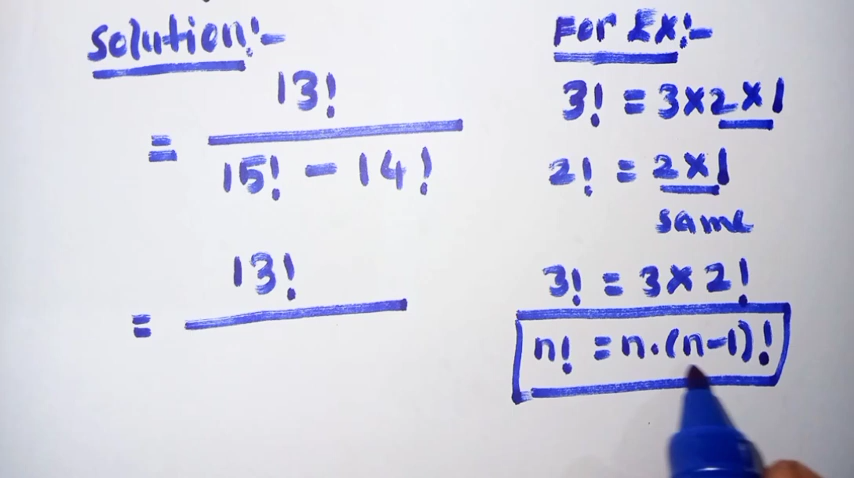 Solution:-
= 13!
15! - 14!
= 13!
For Ex:-
3! = 3×2×1
2! = 2×1
same
3! = 3×2!
n! = n.(n-1)!